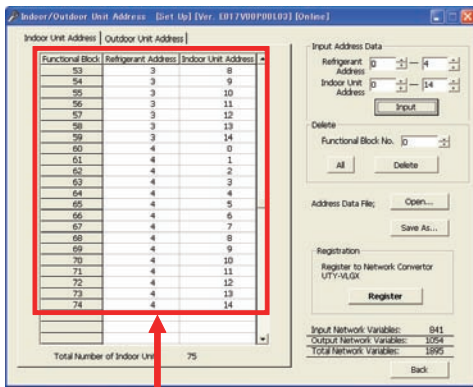 Indoor/Outdoor Unit Address [Set Up] [Ver. E017V00P00L03] [Online]
Indoor Unit Address Outdoor Unit Address
Functional Block Refrigerant Address Indoor Unit Address
53 3 8
54 3 9
55 3 10
56 3 11
57 3 12
58 3 13
59 3 14
60 4 0
61 4 1
62 4 2
63 4 3
64 4 4
65 4 5
66 4 6
67 4 7
68 4 8
69 4 9
70 4 10
71 4 11
72 4 12
73 4 13
74 4 14
Total Number of Indoor Unit 75
Input Address Data
Refrigerant Address 0 — 4
Indoor Unit Address 0 — 14
Input
Delete
Functional Block No. 0
All Delete
Address Data File; Open...
Save As...
Registration
Register to Network Convertor
UTY-VLGX
Register
Input Network Variables: 841
Output Network Variables: 1054
Total Network Variables: 1895
Back